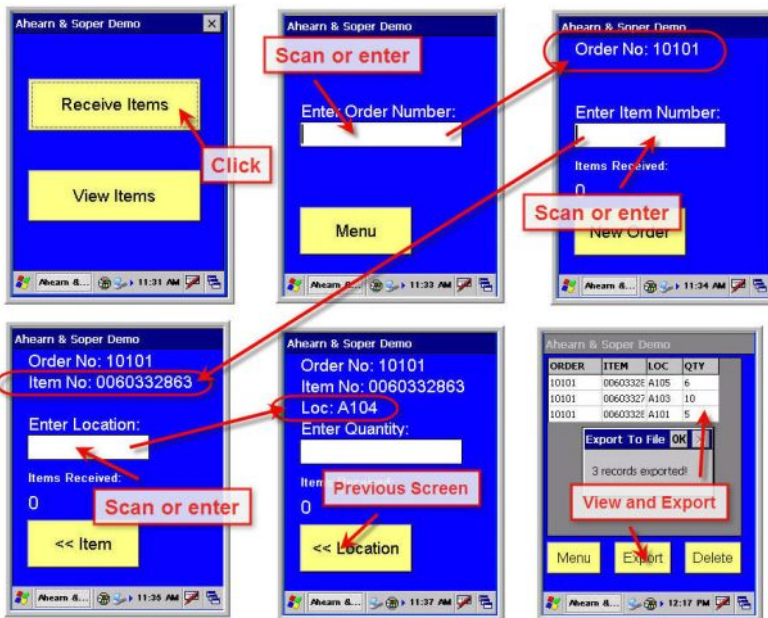 Ahearn & Soper Demo
Receive Items
Click
View Items
Ahearn &... 11:31 AM
Ahearn & Soper Demo
Scan or enter
Enter Order Number:
Menu
Ahearn &... 11:33 AM
Ahearn & Soper Demo
Order No: 10101
Enter Item Number:
Items Received:
0
Scan or enter
New Order
Ahearn &... 11:34 AM
Ahearn & Soper Demo
Order No: 10101
Item No: 0060332863
Enter Location:
Items Received:
0
Scan or enter
<< Item
Ahearn &... 11:35 AM
Ahearn & Soper Demo
Order No: 10101
Item No: 0060332863
Loc: A104
Enter Quantity:
Previous Screen
0
<< Location
Ahearn &... 11:37 AM
Ahearn & Soper Demo
ORDER ITEM LOC QTY
10101 00603328 A105 6
10101 00603327 A103 10
10101 00603328 A101 5
Export To File OK
3 records exported!
View and Export
Menu Export Delete
Ahearn &... 12:17 PM